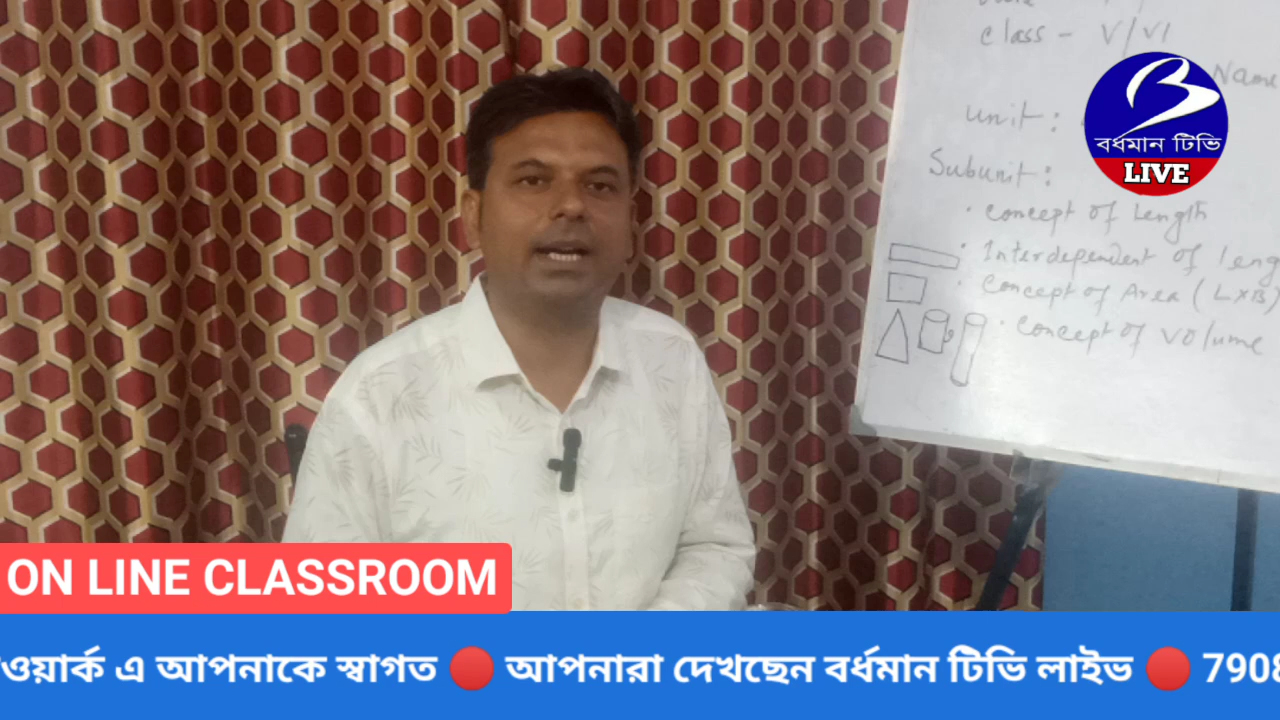 class - V/VI
Name
unit:
Subunit:
বর্ধমান টিভি
LIVE
· concept of Length
· Interdependent of leng
· concept of Area (L×B)
· concept of volume
ON LINE CLASSROOM
ওয়ার্ক এ আপনাকে স্বাগত 🔴 আপনারা দেখছেন বর্ধমান টিভি লাইভ 🔴 7908